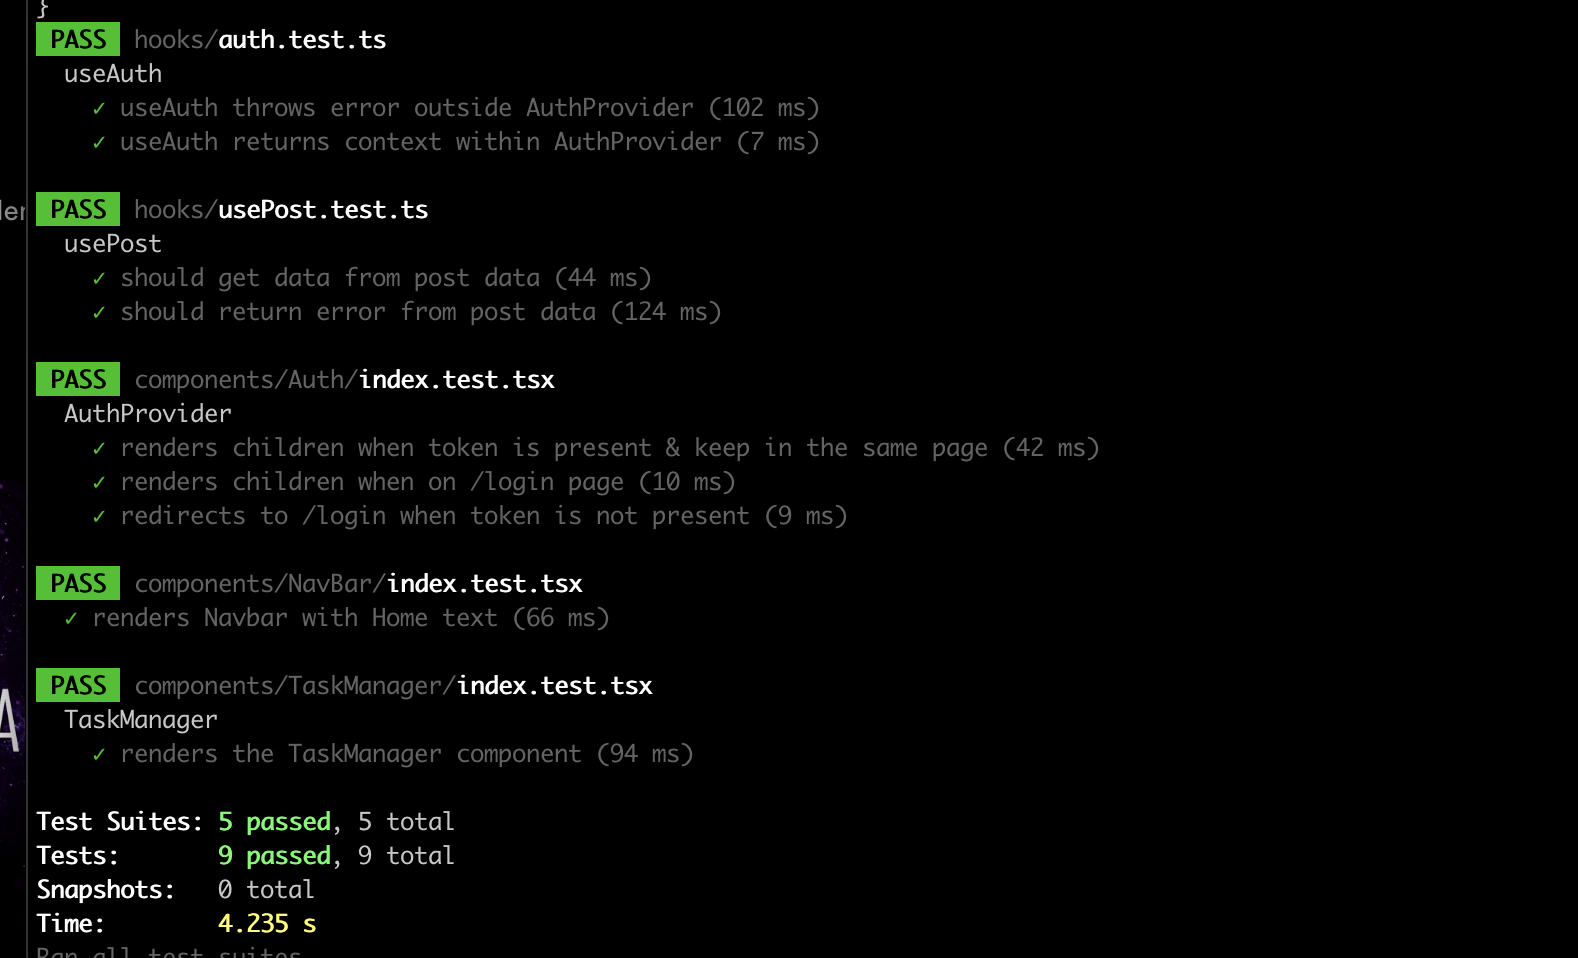 }
PASS hooks/auth.test.ts
useAuth
✓ useAuth throws error outside AuthProvider (102 ms)
✓ useAuth returns context within AuthProvider (7 ms)
PASS hooks/usePost.test.ts
usePost
✓ should get data from post data (44 ms)
✓ should return error from post data (124 ms)
PASS components/Auth/index.test.tsx
AuthProvider
✓ renders children when token is present & keep in the same page (42 ms)
✓ renders children when on /login page (10 ms)
✓ redirects to /login when token is not present (9 ms)
PASS components/NavBar/index.test.tsx
✓ renders Navbar with Home text (66 ms)
PASS components/TaskManager/index.test.tsx
TaskManager
✓ renders the TaskManager component (94 ms)
Test Suites: 5 passed, 5 total
Tests: 9 passed, 9 total
Snapshots: 0 total
Time: 4.235 s
Ran all test suites.